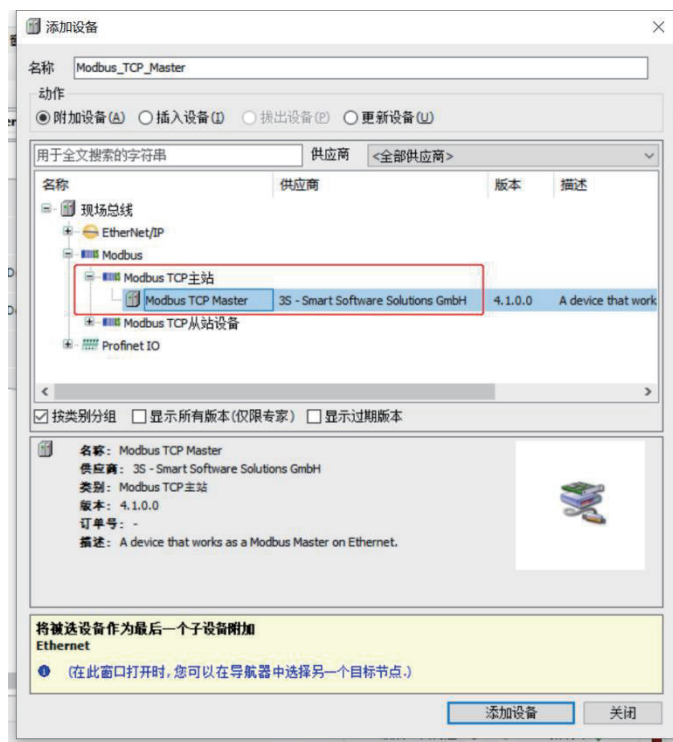 添加设备
名称 Modbus_TCP_Master
动作
附加设备(A) 插入设备(I) 拔出设备(P) 更新设备(U)
用于全文搜索的字符串 供应商 <全部供应商>
名称 供应商 版本 描述
现场总线
EtherNet/IP
Modbus
Modbus TCP主站
Modbus TCP Master 3S - Smart Software Solutions GmbH 4.1.0.0 A device that work
Modbus TCP从站设备
Profinet IO
按类别分组 显示所有版本(仅限专家) 显示过期版本
名称: Modbus TCP Master
供应商: 3S - Smart Software Solutions GmbH
类别: Modbus TCP主站
版本: 4.1.0.0
订单号: -
描述: A device that works as a Modbus Master on Ethernet.
将被选设备作为最后一个子设备附加
Ethernet
(在此窗口打开时,您可以在导航器中选择另一个目标节点.)
添加设备 关闭